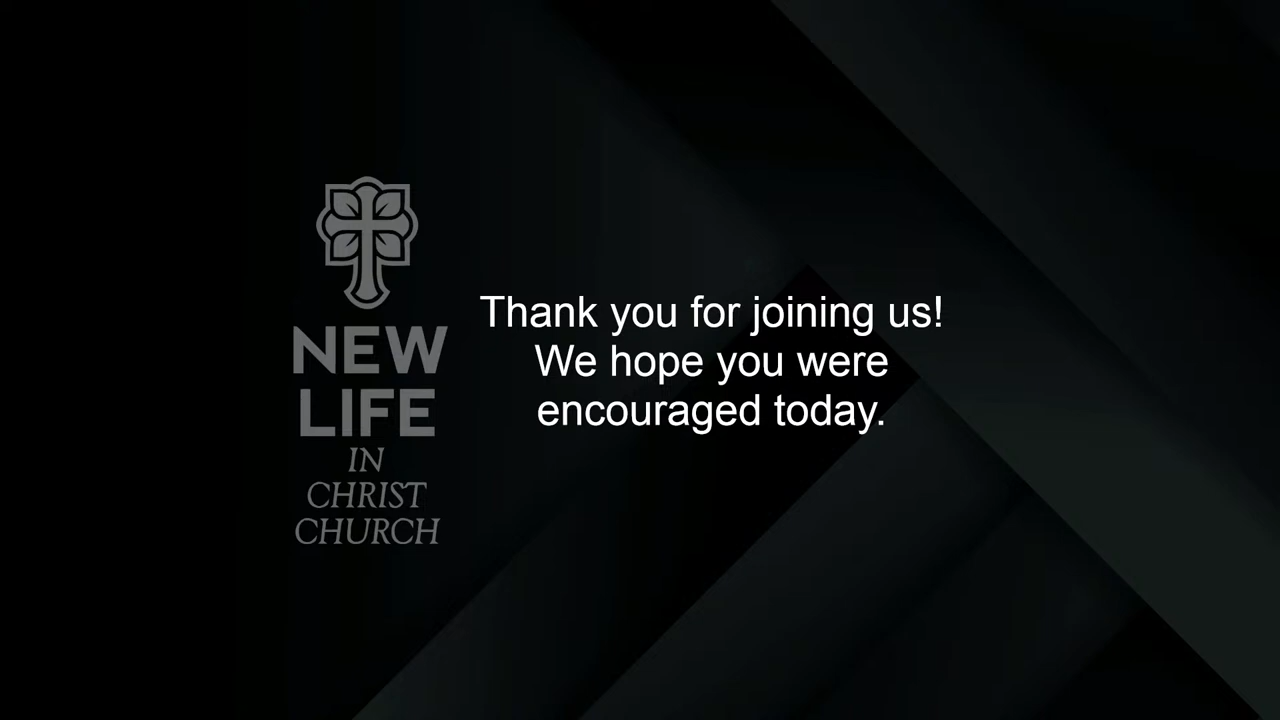 NEW
LIFE
IN
CHRIST
CHURCH
Thank you for joining us!
We hope you were
encouraged today.